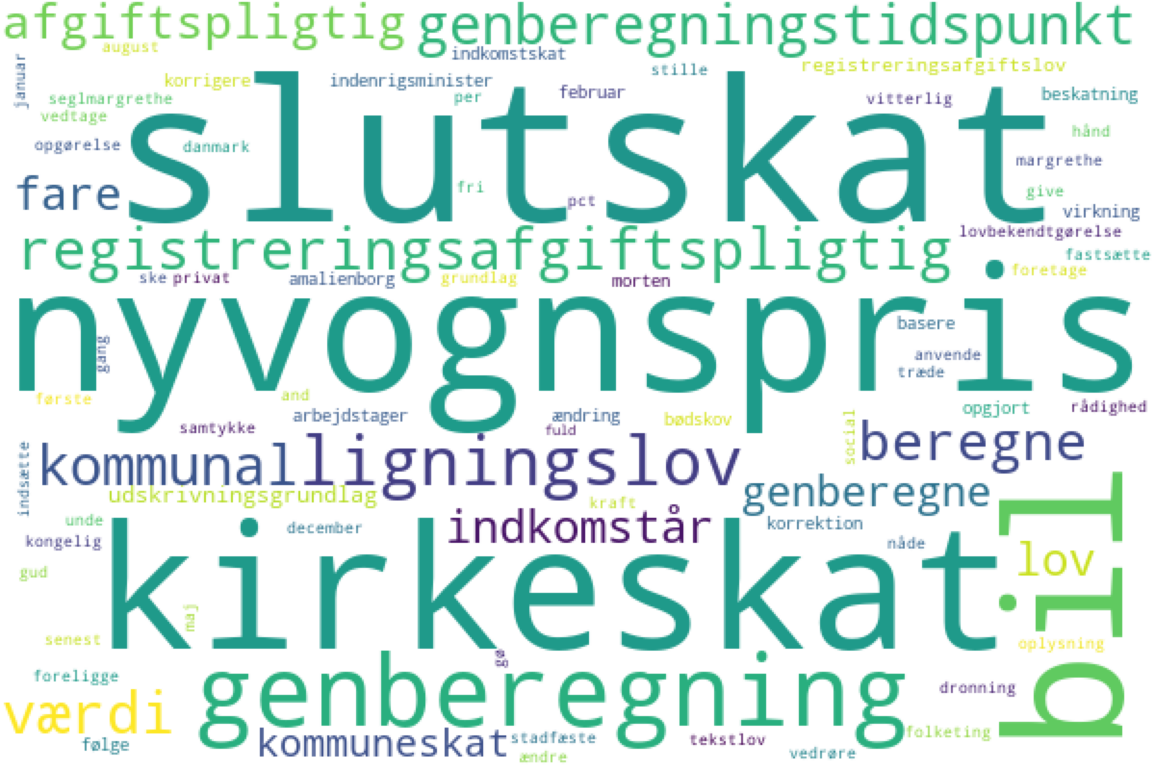 afgiftspligtig genberegningstidspunkt
august indkomstskat
januar korrigere indenrigsminister stille registreringsafgiftslov
seglmargrethe per februar vitterlig beskatning
vedtage slutskat hånd
opgørelse danmark margrethe
fare fri pct give virkning
registreringsafgiftspligtig lovbekendtgørelse
fastsætte
ske privat amalienborg grundlag morten foretage
nyvognspris
gang basere
anvende
træde
første and
arbejdstager ændring bødskov opgjort rådighed
samtykke fuld social
kommunal ligningslov beregne
indsætte udskrivningsgrundlag kraft genberegne bil
unde december indkomstår korrektion
kongelig kirkeskat nåde lov
gud
maj
senest oplysning
gø
foreligge genberegning dronning
værdi
følge kommuneskat stadfæste tekstlov folketing
ændre vedrøre